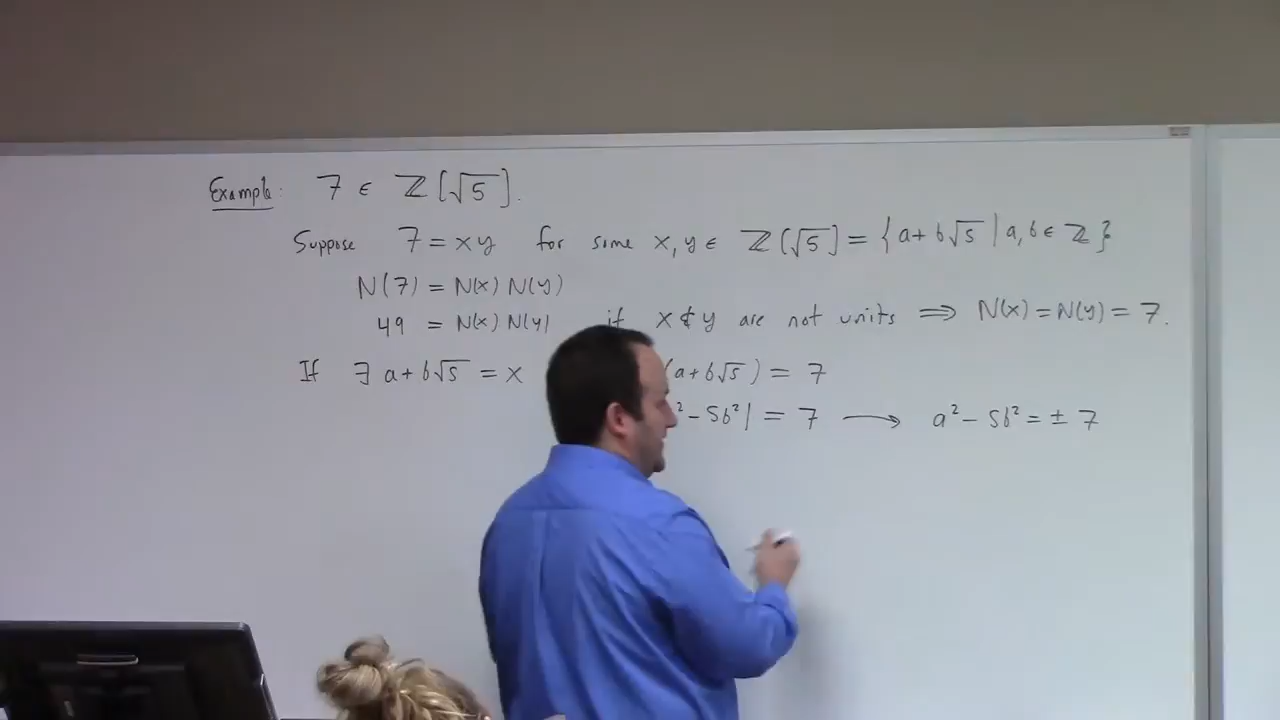 Example: 7 ∈ ℤ[√5].
Suppose 7 = xy for some x, y ∈ ℤ[√5] = {a + b√5 | a, b ∈ ℤ}
N(7) = N(x) N(y)
49 = N(x) N(y) if x & y are not units ⟹ N(x) = N(y) = 7.
If ∃ a + b√5 = x (a + b√5) = 7
² − 5b²| = 7 ⟶ a² − 5b² = ± 7